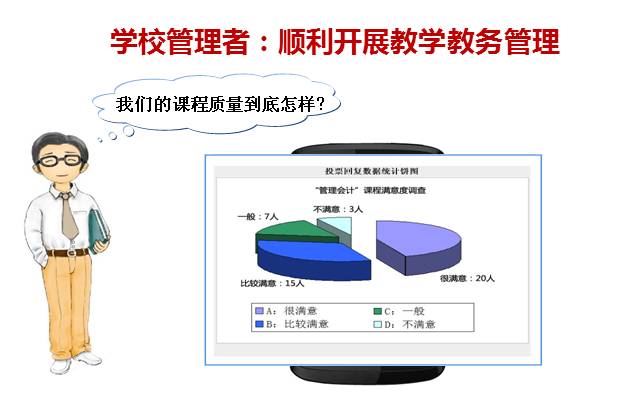 学校管理者：顺利开展教学教务管理
我们的课程质量到底怎样?
投票回复数据统计饼图
“管理会计”课程满意度调查
不满意：3人
一般：7人
比较满意：15人
很满意：20人
A: 很满意
C: 一般
B: 比较满意
D: 不满意